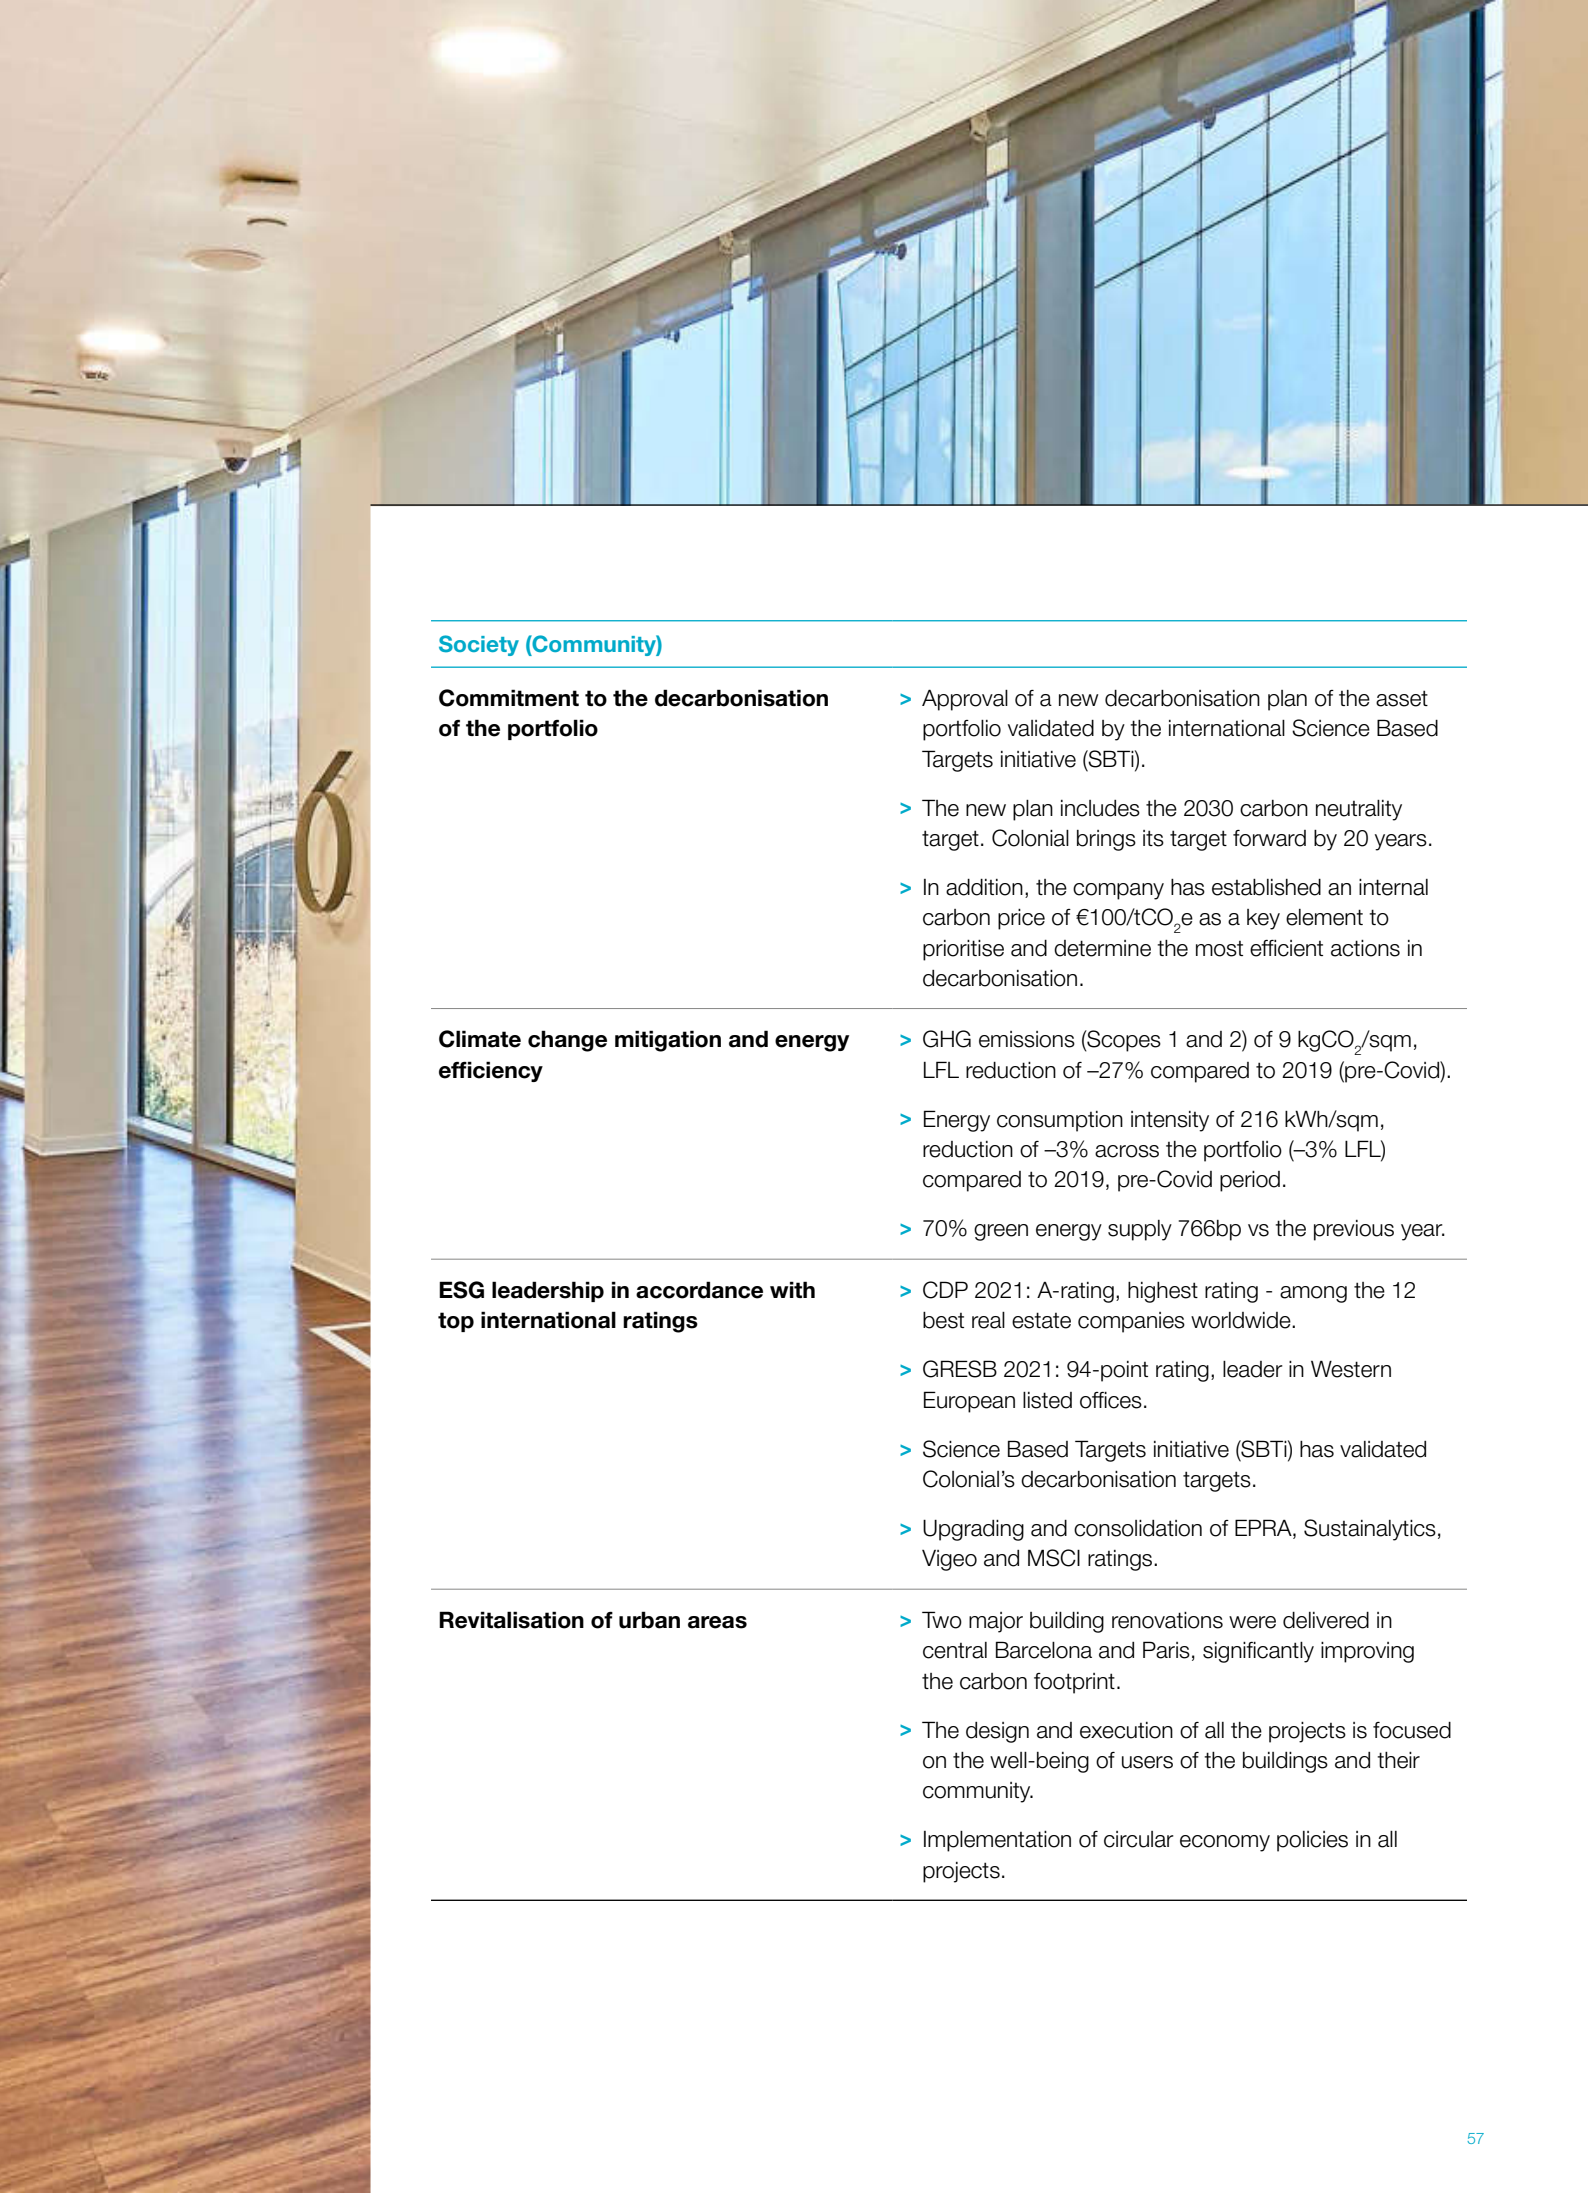 6
Society (Community)
Commitment to the decarbonisation
of the portfolio
> Approval of a new decarbonisation plan of the asset
portfolio validated by the international Science Based
Targets initiative (SBTi).
> The new plan includes the 2030 carbon neutrality
target. Colonial brings its target forward by 20 years.
> In addition, the company has established an internal
carbon price of €100/tCO₂e as a key element to
prioritise and determine the most efficient actions in
decarbonisation.
Climate change mitigation and energy
efficiency
> GHG emissions (Scopes 1 and 2) of 9 kgCO₂/sqm,
LFL reduction of –27% compared to 2019 (pre-Covid).
> Energy consumption intensity of 216 kWh/sqm,
reduction of –3% across the portfolio (–3% LFL)
compared to 2019, pre-Covid period.
> 70% green energy supply 766bp vs the previous year.
ESG leadership in accordance with
top international ratings
> CDP 2021: A-rating, highest rating - among the 12
best real estate companies worldwide.
> GRESB 2021: 94-point rating, leader in Western
European listed offices.
> Science Based Targets initiative (SBTi) has validated
Colonial’s decarbonisation targets.
> Upgrading and consolidation of EPRA, Sustainalytics,
Vigeo and MSCI ratings.
Revitalisation of urban areas
> Two major building renovations were delivered in
central Barcelona and Paris, significantly improving
the carbon footprint.
> The design and execution of all the projects is focused
on the well-being of users of the buildings and their
community.
> Implementation of circular economy policies in all
projects.
57